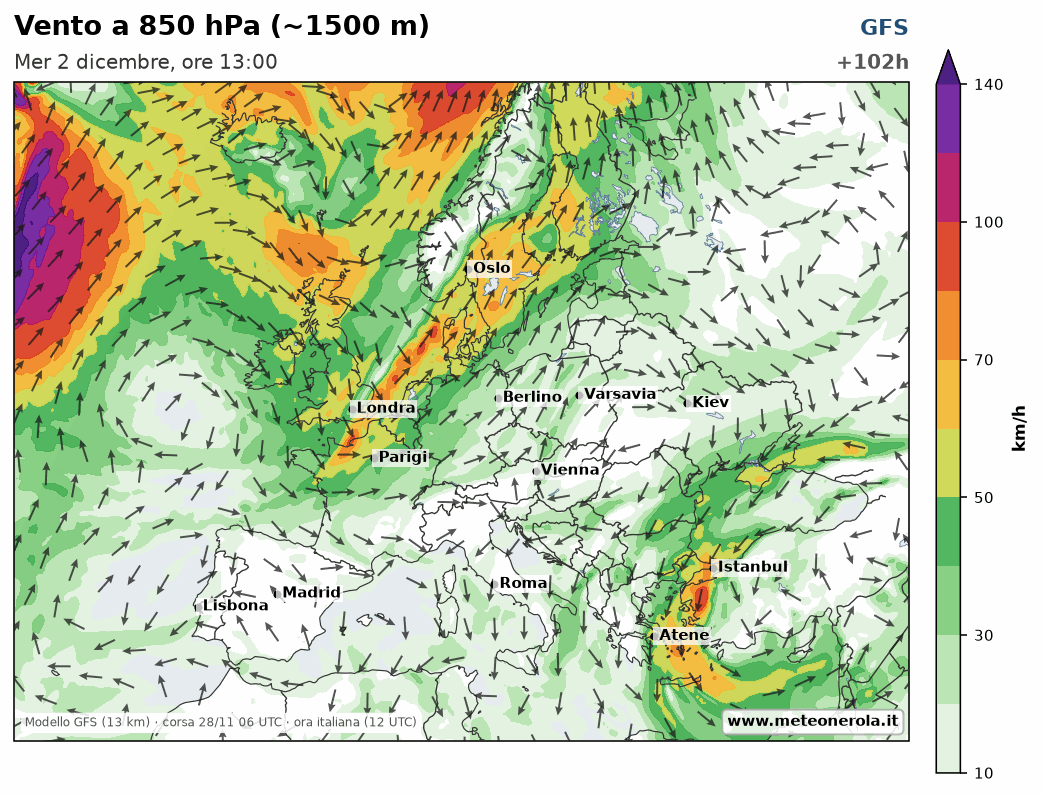 Vento a 850 hPa (~1500 m)
GFS
Mer 2 dicembre, ore 13:00
+102h
140
100
70
50
30
10
km/h
Oslo
Londra
Berlino
Varsavia
Kiev
Parigi
Vienna
Istanbul
Roma
Madrid
Lisbona
Atene
Modello GFS (13 km) · corsa 28/11 06 UTC · ora italiana (12 UTC)
www.meteonerola.it